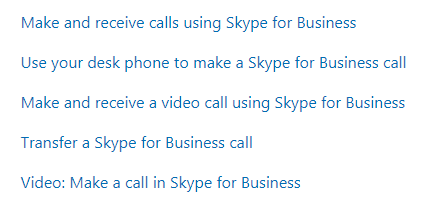 Make and receive calls using Skype for Business
Use your desk phone to make a Skype for Business call
Make and receive a video call using Skype for Business
Transfer a Skype for Business call
Video: Make a call in Skype for Business